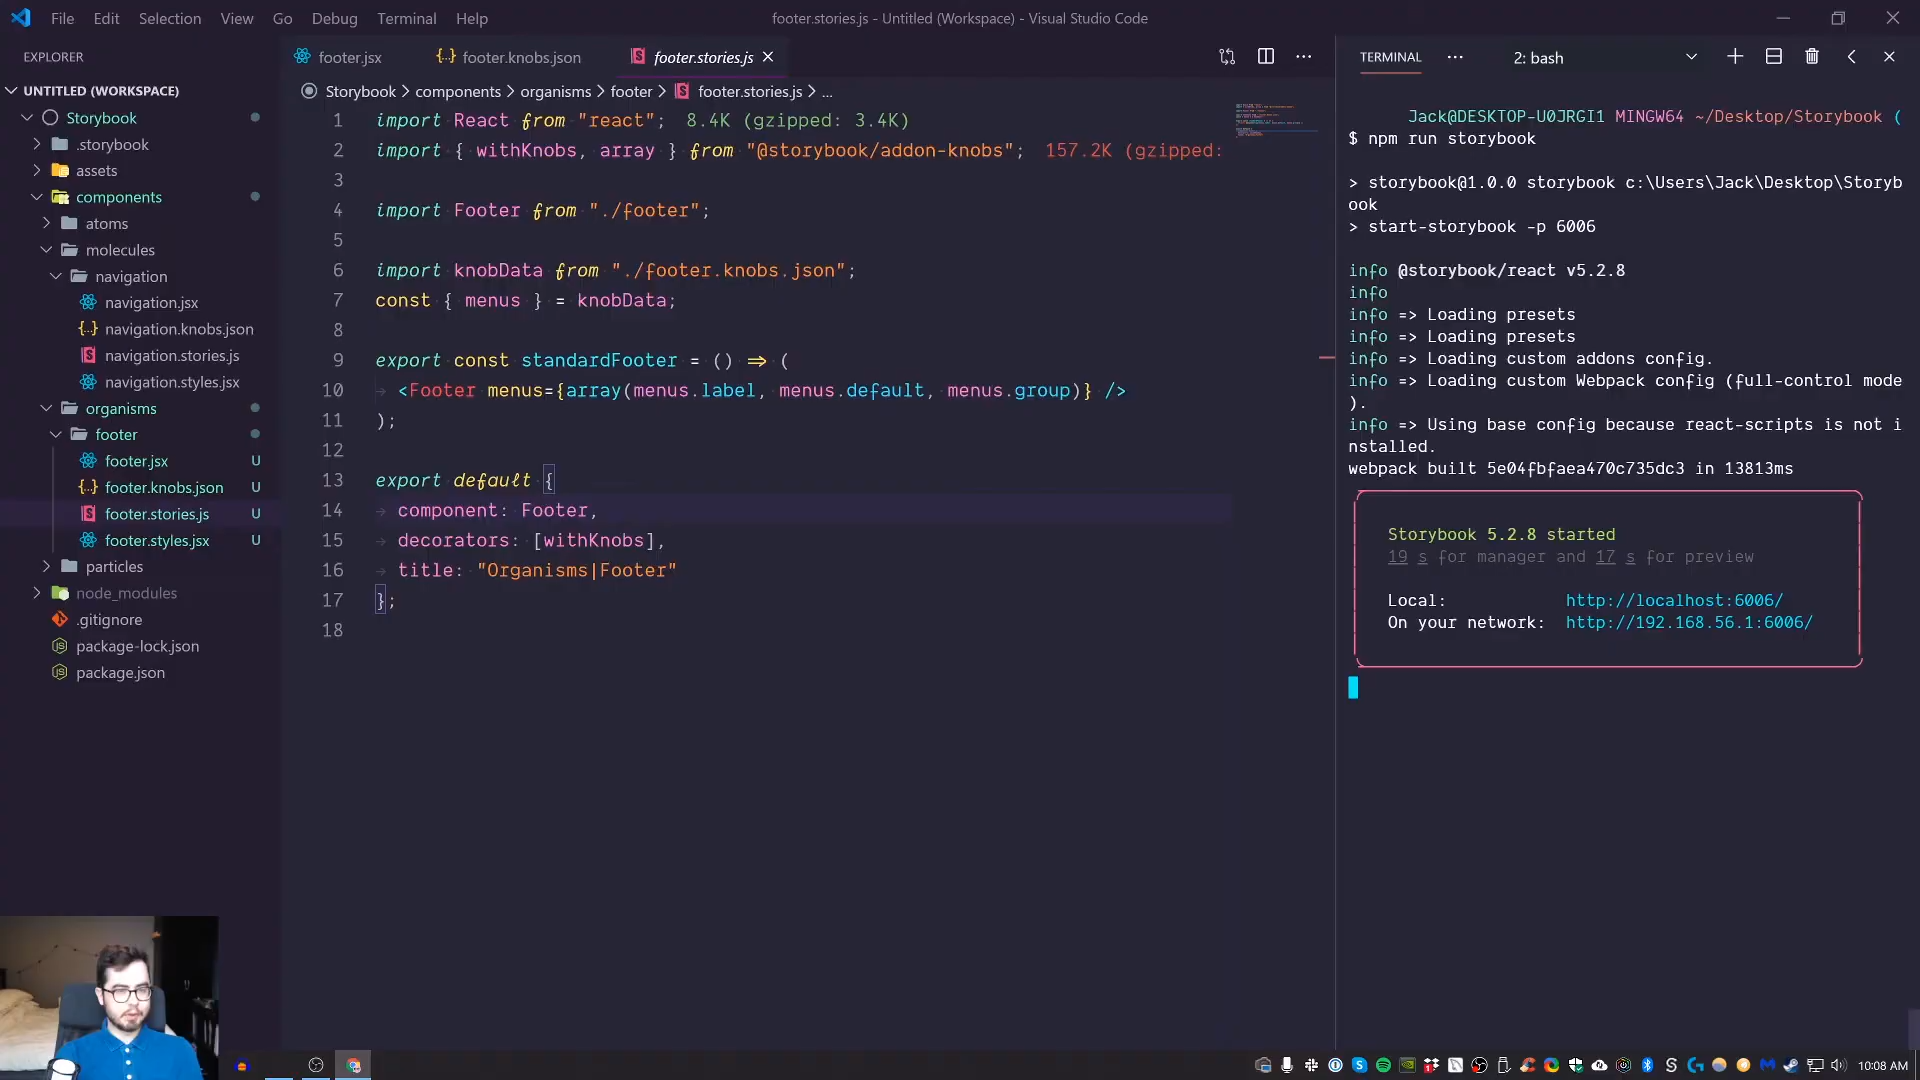 File Edit Selection View Go Debug Terminal Help
footer.stories.js - Untitled (Workspace) - Visual Studio Code
EXPLORER
UNTITLED (WORKSPACE)
Storybook
.storybook
assets
components
atoms
molecules
navigation
navigation.jsx
navigation.knobs.json
navigation.stories.js
navigation.styles.jsx
organisms
footer
footer.jsx U
footer.knobs.json U
footer.stories.js U
footer.styles.jsx U
particles
node_modules
.gitignore
package-lock.json
package.json
footer.jsx footer.knobs.json footer.stories.js
Storybook > components > organisms > footer > footer.stories.js > ...
1 import React from "react"; 8.4K (gzipped: 3.4K)
2 import { withKnobs, array } from "@storybook/addon-knobs"; 157.2K (gzipped:
3
4 import Footer from "./footer";
5
6 import knobData from "./footer.knobs.json";
7 const { menus } = knobData;
8
9 export const standardFooter = () => (
10 <Footer menus={array(menus.label, menus.default, menus.group)} />
11 );
12
13 export default {
14 component: Footer,
15 decorators: [withKnobs],
16 title: "Organisms|Footer"
17 };
18
TERMINAL ... 2: bash
Jack@DESKTOP-U0JRGI1 MINGW64 ~/Desktop/Storybook (
$ npm run storybook
> storybook@1.0.0 storybook c:\Users\Jack\Desktop\Storyb
ook
> start-storybook -p 6006
info @storybook/react v5.2.8
info
info => Loading presets
info => Loading presets
info => Loading custom addons config.
info => Loading custom Webpack config (full-control mode
).
info => Using base config because react-scripts is not i
nstalled.
webpack built 5e04fbfaea470c735dc3 in 13813ms
Storybook 5.2.8 started
19 s for manager and 17 s for preview
Local: http://localhost:6006/
On your network: http://192.168.56.1:6006/
10:08 AM